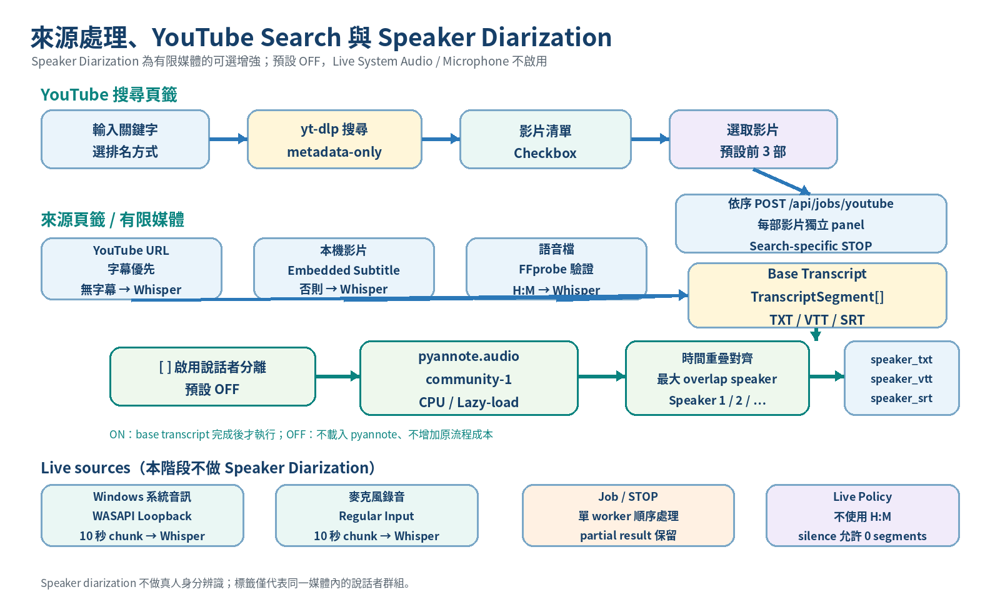 來源處理、YouTube Search 與 Speaker Diarization
Speaker Diarization 為有限媒體的可選增強；預設 OFF，Live System Audio / Microphone 不啟用
YouTube 搜尋頁籤
輸入關鍵字
選排名方式
yt-dlp 搜尋
metadata-only
影片清單
Checkbox
選取影片
預設前 3 部
依序 POST /api/jobs/youtube
每部影片獨立 panel
Search-specific STOP
來源頁籤 / 有限媒體
YouTube URL
字幕優先
無字幕 → Whisper
本機影片
Embedded Subtitle
否則 → Whisper
語音檔
FFprobe 驗證
H:M → Whisper
Base Transcript
TranscriptSegment[]
TXT / VTT / SRT
[ ] 啟用說話者分離
預設 OFF
pyannote.audio
community-1
CPU / Lazy-load
時間重疊對齊
最大 overlap speaker
Speaker 1 / 2 / …
speaker_txt
speaker_vtt
speaker_srt
ON：base transcript 完成後才執行；OFF：不載入 pyannote、不增加原流程成本
Live sources（本階段不做 Speaker Diarization）
Windows 系統音訊
WASAPI Loopback
10 秒 chunk → Whisper
麥克風錄音
Regular Input
10 秒 chunk → Whisper
Job / STOP
單 worker 順序處理
partial result 保留
Live Policy
不使用 H:M
silence 允許 0 segments
Speaker diarization 不做真人身分辨識；標籤僅代表同一媒體內的說話者群組。